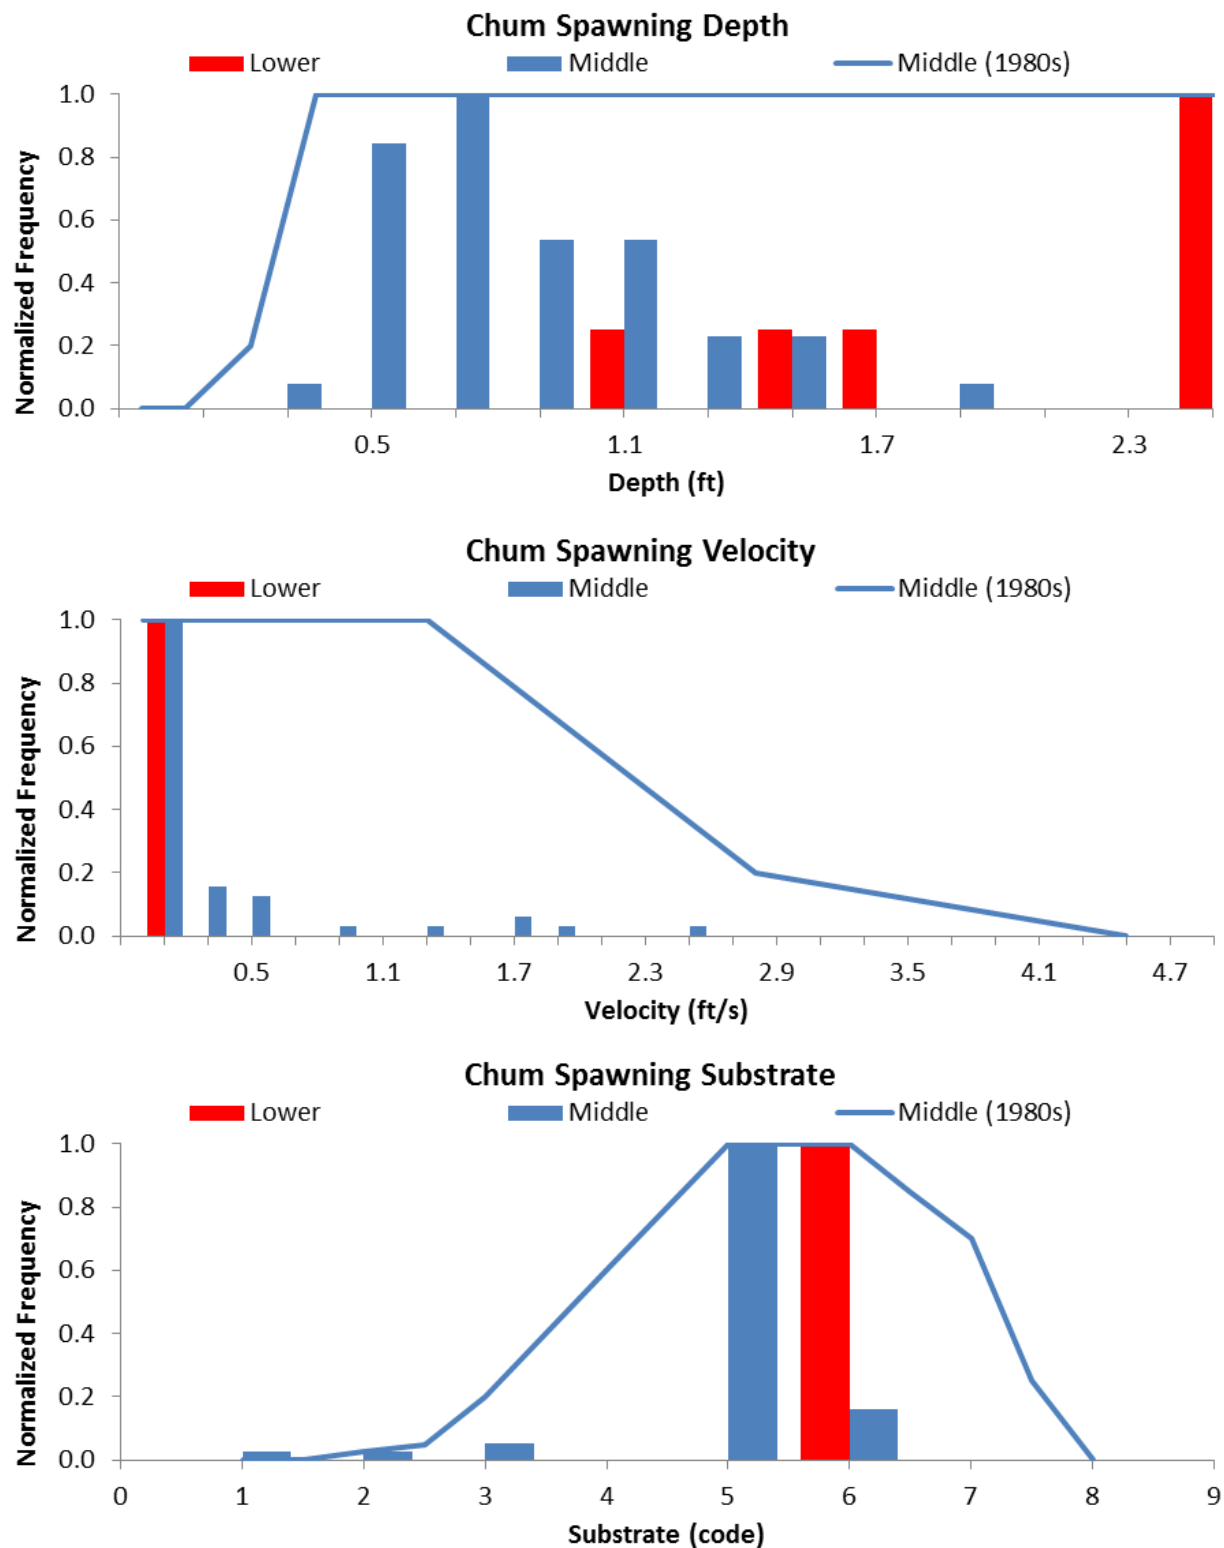 Chum Spawning Depth
Lower Middle Middle (1980s)
Normalized Frequency
1.0
0.8
0.6
0.4
0.2
0.0
0.5 1.1 1.7 2.3
Depth (ft)
Chum Spawning Velocity
Lower Middle Middle (1980s)
Normalized Frequency
1.0
0.8
0.6
0.4
0.2
0.0
0.5 1.1 1.7 2.3 2.9 3.5 4.1 4.7
Velocity (ft/s)
Chum Spawning Substrate
Lower Middle Middle (1980s)
Normalized Frequency
1.0
0.8
0.6
0.4
0.2
0.0
0 1 2 3 4 5 6 7 8 9
Substrate (code)